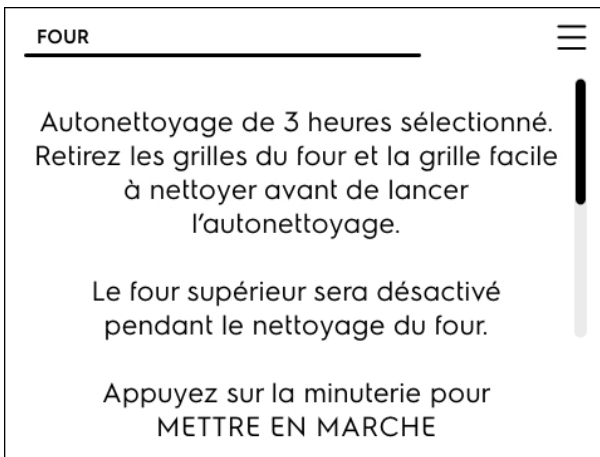 FOUR
Autonettoyage de 3 heures sélectionné.
Retirez les grilles du four et la grille facile
à nettoyer avant de lancer
l'autonettoyage.
Le four supérieur sera désactivé
pendant le nettoyage du four.
Appuyez sur la minuterie pour
METTRE EN MARCHE